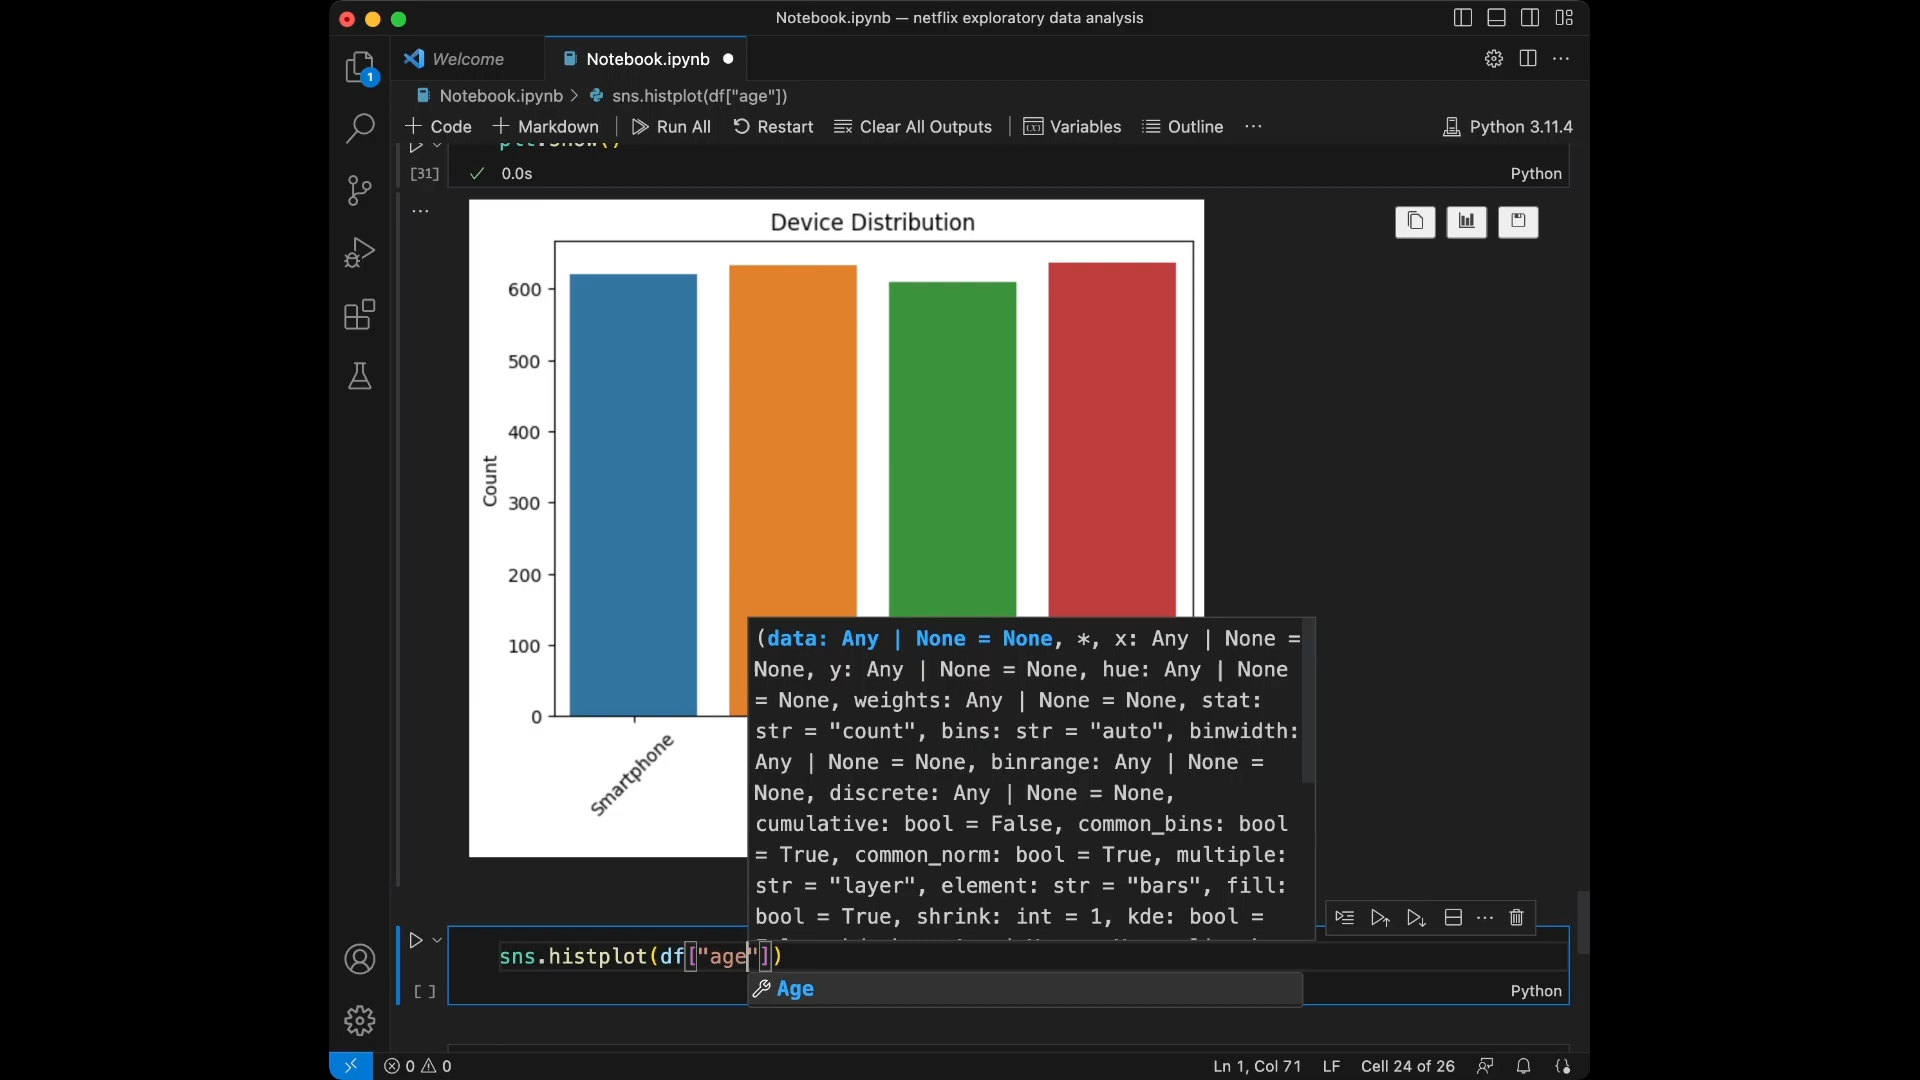 Notebook.ipynb — netflix exploratory data analysis
1
Welcome
Notebook.ipynb
Notebook.ipynb > sns.histplot(df["age"])
Code
Markdown
Run All
Restart
Clear All Outputs
Variables
Outline
Python 3.11.4
plt.show()
[31]
0.0s
Python
Device Distribution
600
500
400
300
200
100
0
Count
Smartphone
(data: Any | None = None, *, x: Any | None =
None, y: Any | None = None, hue: Any | None
= None, weights: Any | None = None, stat:
str = "count", bins: str = "auto", binwidth:
Any | None = None, binrange: Any | None =
None, discrete: Any | None = None,
cumulative: bool = False, common_bins: bool
= True, common_norm: bool = True, multiple:
str = "layer", element: str = "bars", fill:
bool = True, shrink: int = 1, kde: bool =
sns.histplot(df["age"])
Age
[ ]
Python
0
0
Ln 1, Col 71
LF
Cell 24 of 26